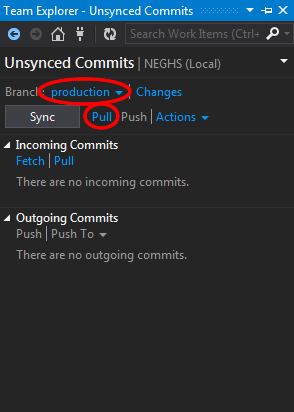 Team Explorer - Unsynced Commits
Search Work Items (Ctrl+
Unsynced Commits | NEGHS (Local)
Branch: production | Changes
Sync Pull | Push | Actions
Incoming Commits
Fetch | Pull
There are no incoming commits.
Outgoing Commits
Push | Push To
There are no outgoing commits.